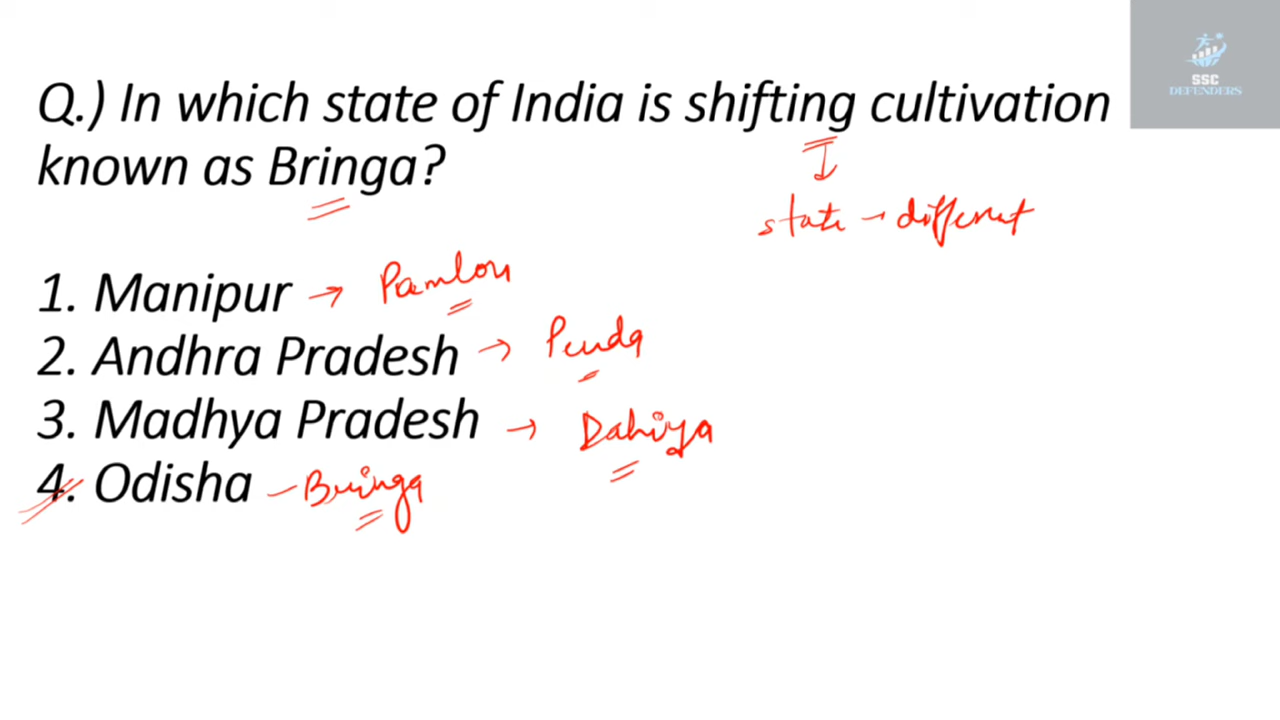 SSC
DEFENDERS
Q.) In which state of India is shifting cultivation
known as Bringa?
state → different
1. Manipur → Pamlou
2. Andhra Pradesh → Penda
3. Madhya Pradesh → Dahiya
4. Odisha - Bringa